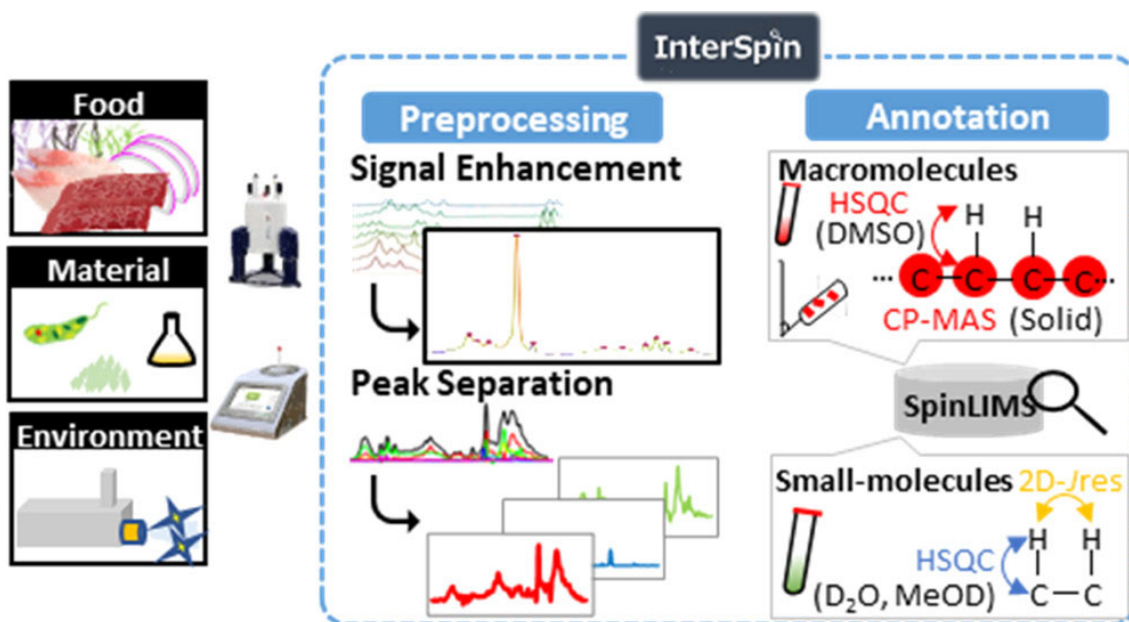 InterSpin
Food
Material
Environment
Preprocessing
Signal Enhancement
Peak Separation
Annotation
Macromolecules
HSQC
(DMSO)
H H
··· C C C C ···
CP-MAS (Solid)
SpinLIMS
Small-molecules 2D-Jres
H H
HSQC
(D₂O, MeOD) C C